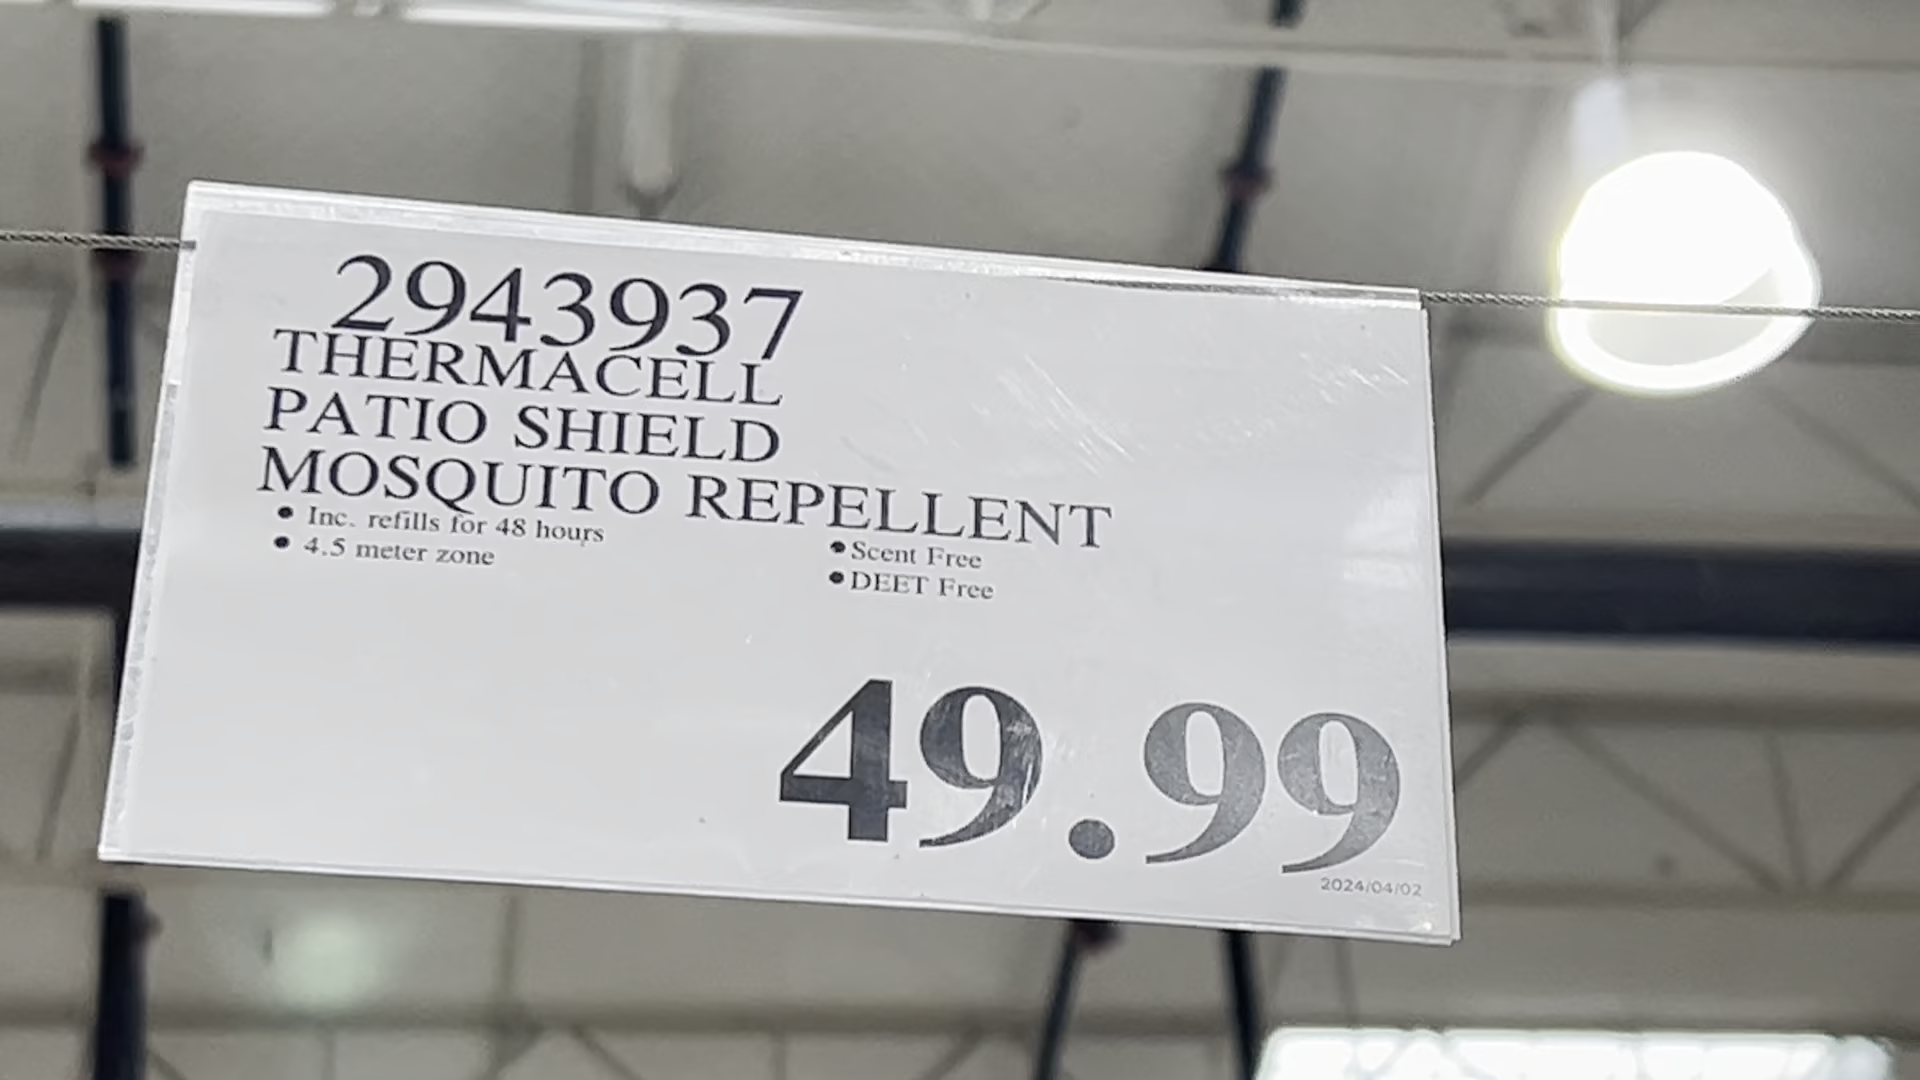 2943937
THERMACELL
PATIO SHIELD
MOSQUITO REPELLENT
• Inc. refills for 48 hours
• 4.5 meter zone
• Scent Free
• DEET Free
49.99
2024/04/02